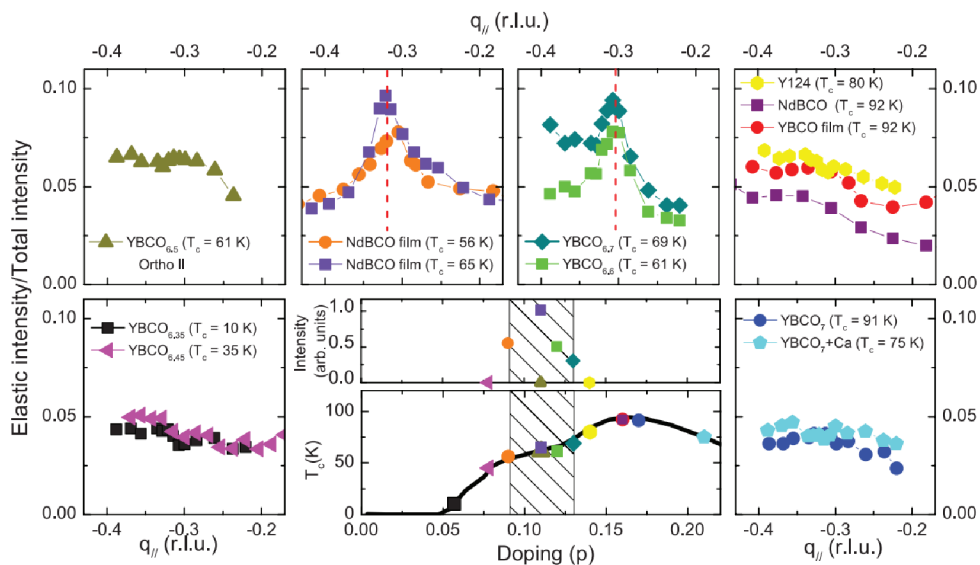 q// (r.l.u.)
-0.4 -0.3 -0.2
-0.4 -0.3 -0.2
-0.4 -0.3 -0.2
-0.4 -0.3 -0.2
Elastic intensity/Total intensity
0.10
0.05
0.00
YBCO6.5 (Tc = 61 K)
Ortho II
NdBCO film (Tc = 56 K)
NdBCO film (Tc = 65 K)
YBCO6.7 (Tc = 69 K)
YBCO6.6 (Tc = 61 K)
Y124 (Tc = 80 K)
NdBCO (Tc = 92 K)
YBCO film (Tc = 92 K)
0.10
0.05
0.00
0.10
0.05
0.00
YBCO6.35 (Tc = 10 K)
YBCO6.45 (Tc = 35 K)
-0.4 -0.3 -0.2
q// (r.l.u.)
Intensity
(arb. units)
1.0
0.5
0.0
Tc(K)
100
50
0
0.00 0.05 0.10 0.15 0.20
Doping (p)
YBCO7 (Tc = 91 K)
YBCO7+Ca (Tc = 75 K)
0.10
0.05
0.00
-0.4 -0.3 -0.2
q// (r.l.u.)